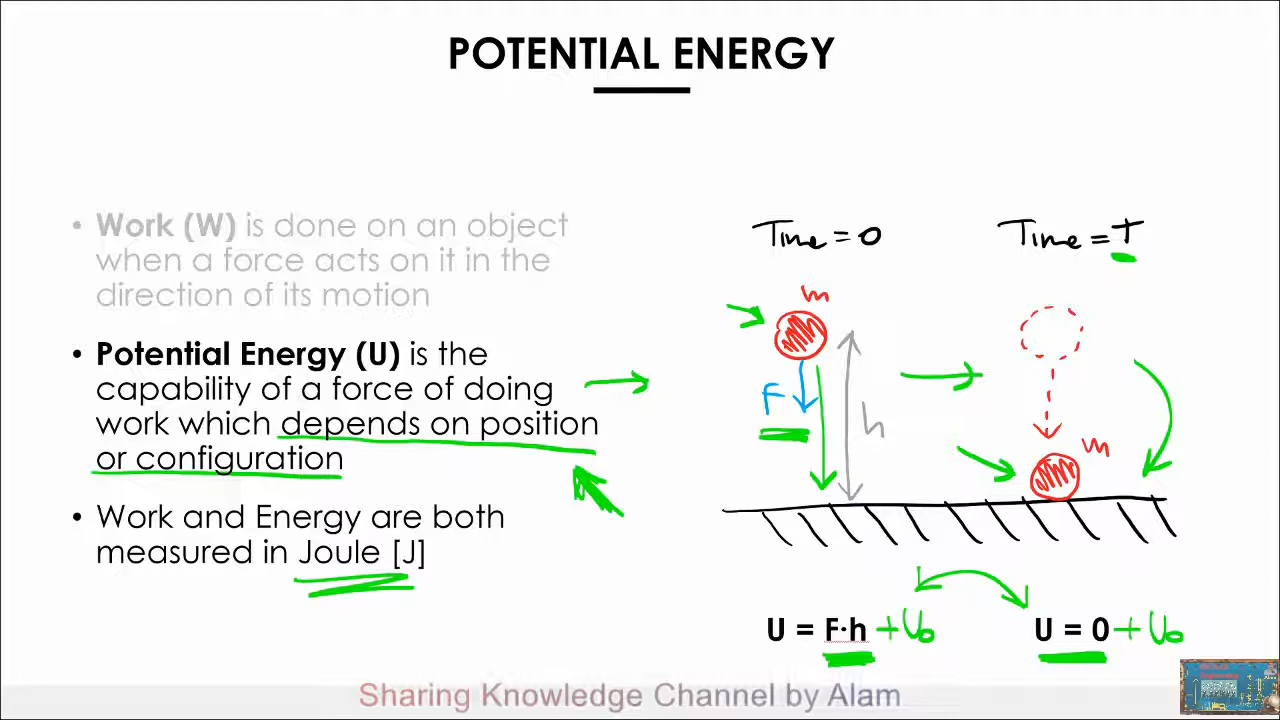 POTENTIAL ENERGY
• Work (W) is done on an object
when a force acts on it in the
direction of its motion
• Potential Energy (U) is the
capability of a force of doing
work which depends on position
or configuration
• Work and Energy are both
measured in Joule [J]
Time = 0
Time = T
m
F
h
m
U = F·h + U₀
U = 0 + U₀
Sharing Knowledge Channel by Alam